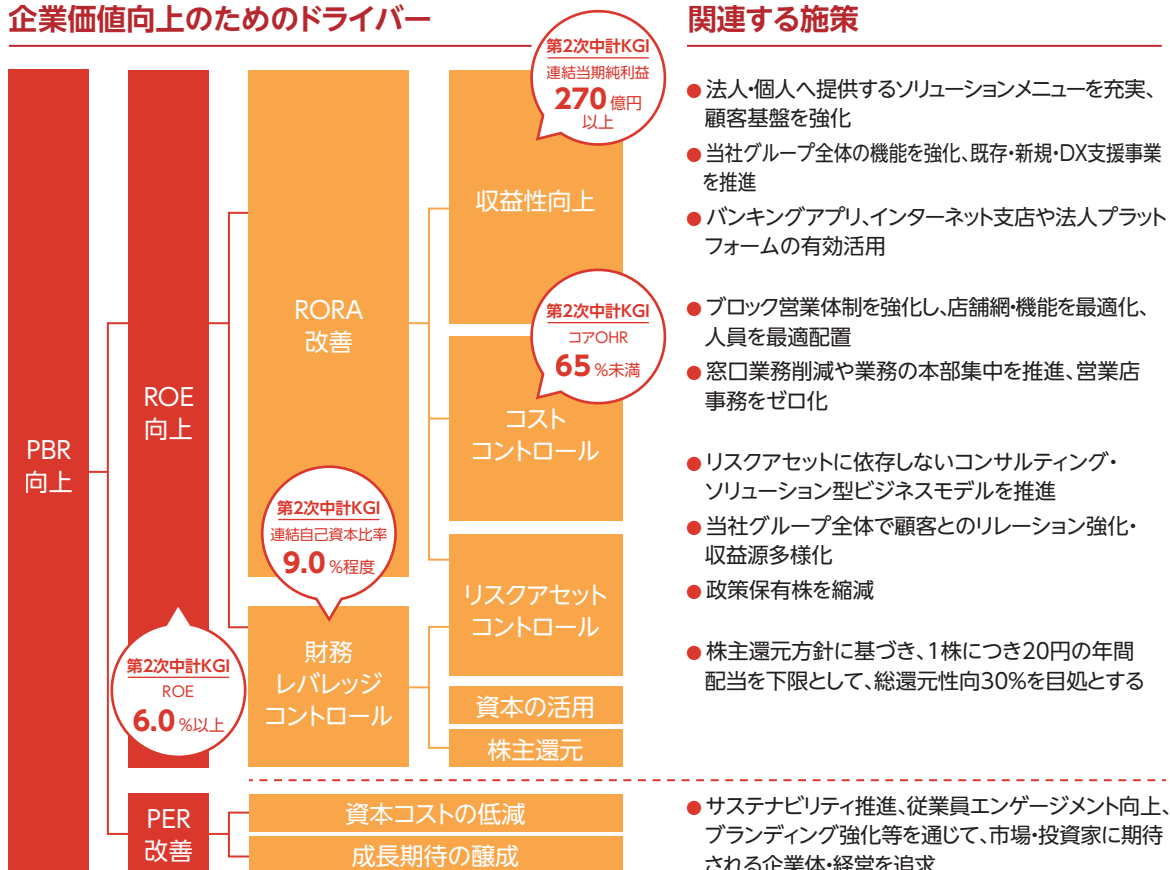 企業価値向上のためのドライバー
PBR
向上
ROE
向上
第2次中計KGI
ROE
6.0%以上
PER
改善
RORA
改善
第2次中計KGI
連結自己資本比率
9.0%程度
財務
レバレッジ
コントロール
第2次中計KGI
連結当期純利益
270億円
以上
収益性向上
第2次中計KGI
コアOHR
65%未満
コスト
コントロール
リスクアセット
コントロール
資本の活用
株主還元
資本コストの低減
成長期待の醸成
関連する施策
●法人・個人へ提供するソリューションメニューを充実、
顧客基盤を強化
●当社グループ全体の機能を強化、既存・新規・DX支援事業
を推進
●バンキングアプリ、インターネット支店や法人プラット
フォームの有効活用
●ブロック営業体制を強化し、店舗網・機能を最適化、
人員を最適配置
●窓口業務削減や業務の本部集中を推進、営業店
事務をゼロ化
●リスクアセットに依存しないコンサルティング・
ソリューション型ビジネスモデルを推進
●当社グループ全体で顧客とのリレーション強化・
収益源多様化
●政策保有株を縮減
●株主還元方針に基づき、1株につき20円の年間
配当を下限として、総還元性向30%を目処とする
●サステナビリティ推進、従業員エンゲージメント向上、
ブランディング強化等を通じて、市場・投資家に期待
される企業体・経営を追求